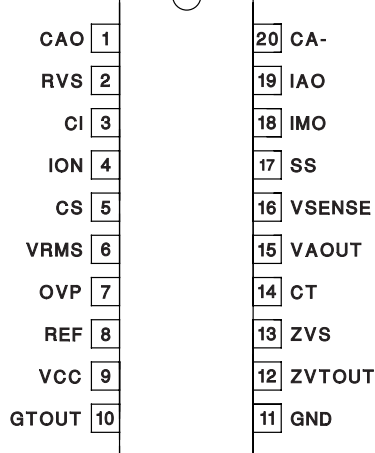 CAO 1 20 CA-
RVS 2 19 IAO
CI 3 18 IMO
ION 4 17 SS
CS 5 16 VSENSE
VRMS 6 15 VAOUT
OVP 7 14 CT
REF 8 13 ZVS
VCC 9 12 ZVTOUT
GTOUT 10 11 GND